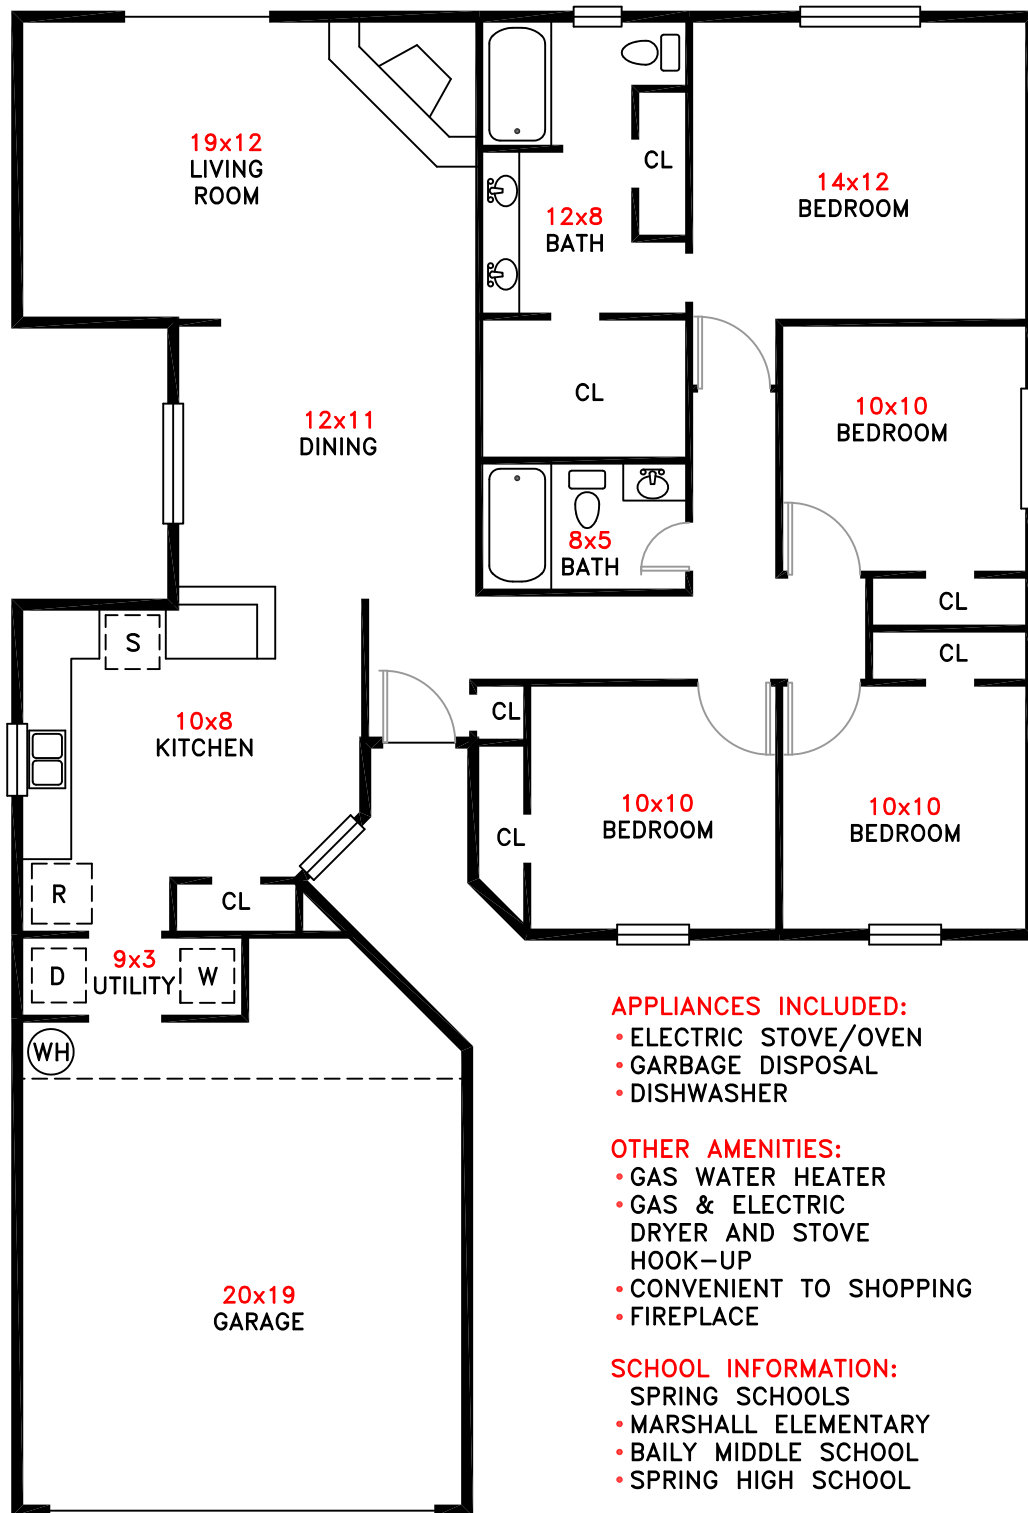 19x12
LIVING
ROOM
CL
14x12
BEDROOM
12x8
BATH
CL
12x11
DINING
10x10
BEDROOM
8x5
BATH
CL
CL
S
10x8
KITCHEN
CL
10x10
BEDROOM
10x10
BEDROOM
CL
R
CL
D
9x3
UTILITY
W
WH
20x19
GARAGE
APPLIANCES INCLUDED:
• ELECTRIC STOVE/OVEN
• GARBAGE DISPOSAL
• DISHWASHER
OTHER AMENITIES:
• GAS WATER HEATER
• GAS & ELECTRIC
DRYER AND STOVE
HOOK-UP
• CONVENIENT TO SHOPPING
• FIREPLACE
SCHOOL INFORMATION:
SPRING SCHOOLS
• MARSHALL ELEMENTARY
• BAILY MIDDLE SCHOOL
• SPRING HIGH SCHOOL